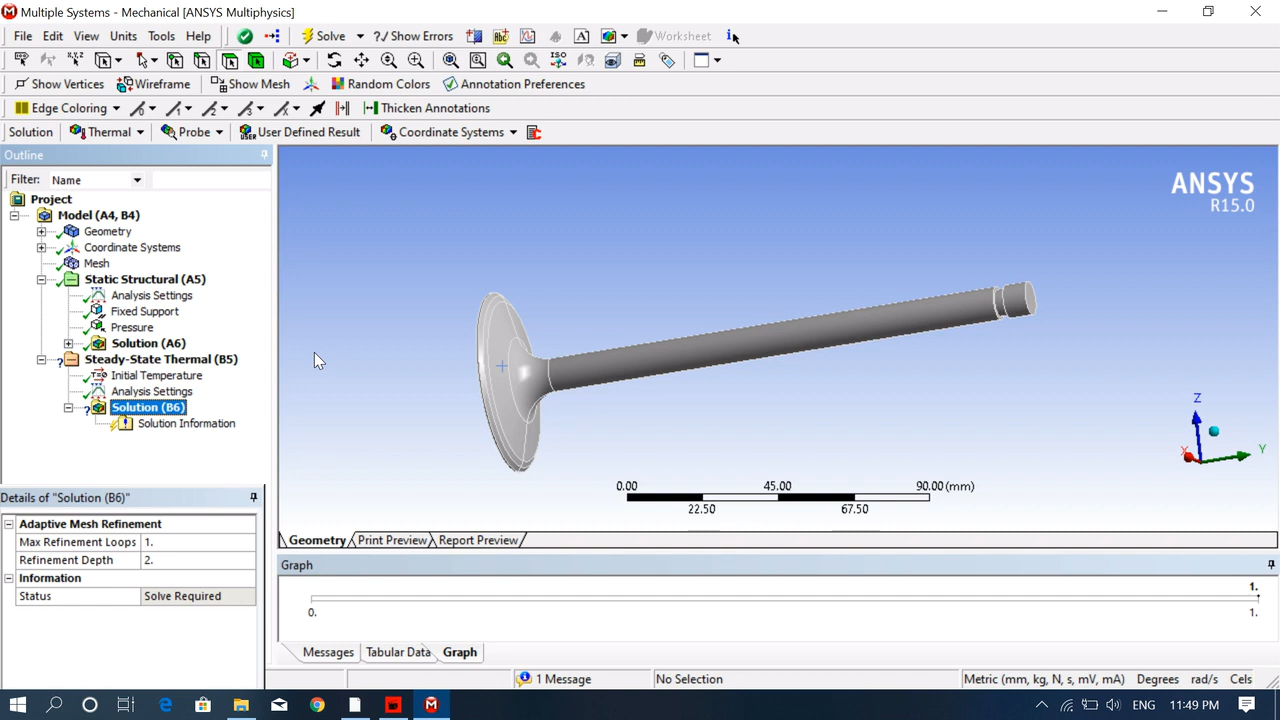 Multiple Systems - Mechanical [ANSYS Multiphysics]
File Edit View Units Tools Help Solve ?/ Show Errors Worksheet
Show Vertices Wireframe Show Mesh Random Colors Annotation Preferences
Edge Coloring Thicken Annotations
Solution Thermal Probe User Defined Result Coordinate Systems
Outline
Filter: Name
Project
Model (A4, B4)
Geometry
Coordinate Systems
Mesh
Static Structural (A5)
Analysis Settings
Fixed Support
Pressure
Solution (A6)
Steady-State Thermal (B5)
Initial Temperature
Analysis Settings
Solution (B6)
Solution Information
Details of "Solution (B6)"
Adaptive Mesh Refinement
Max Refinement Loops 1.
Refinement Depth 2.
Information
Status Solve Required
ANSYS
R15.0
Z
X
Y
0.00 45.00 90.00 (mm)
22.50 67.50
Geometry Print Preview Report Preview
Graph
1.
0. 1.
Messages Tabular Data Graph
1 Message No Selection Metric (mm, kg, N, s, mV, mA) Degrees rad/s Cels
ENG 11:49 PM